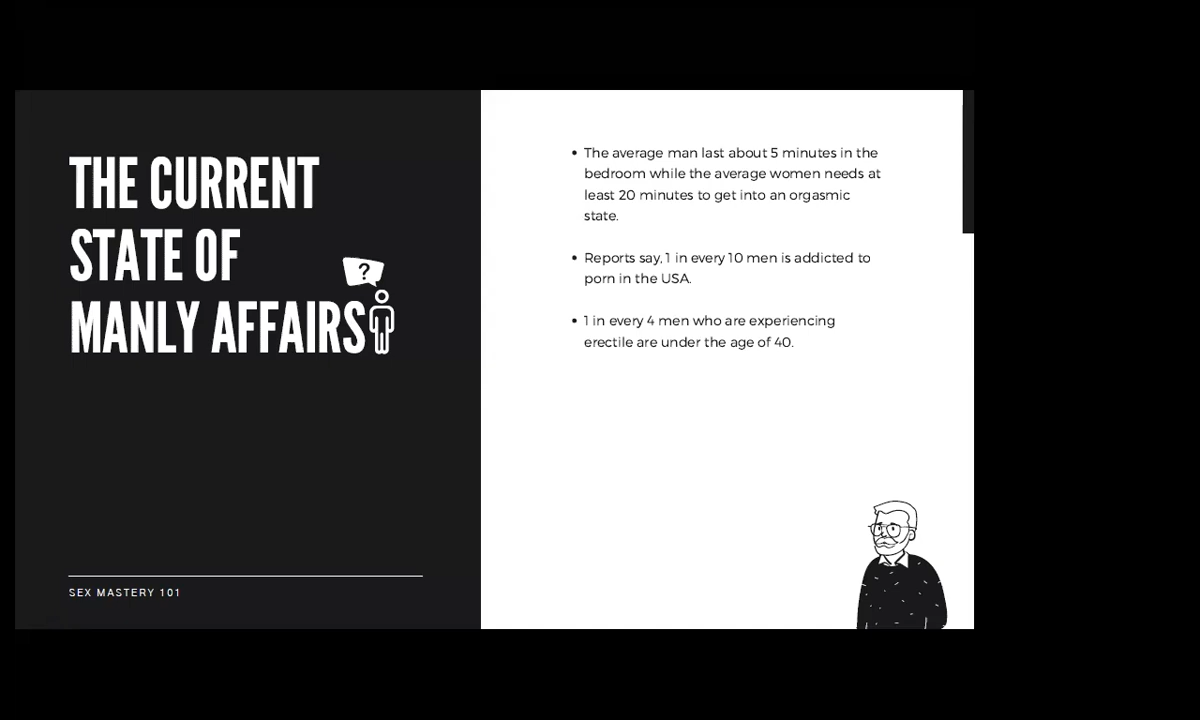 THE CURRENT
STATE OF
MANLY AFFAIRS
?
SEX MASTERY 101
• The average man last about 5 minutes in the
bedroom while the average women needs at
least 20 minutes to get into an orgasmic
state.
• Reports say, 1 in every 10 men is addicted to
porn in the USA.
• 1 in every 4 men who are experiencing
erectile are under the age of 40.